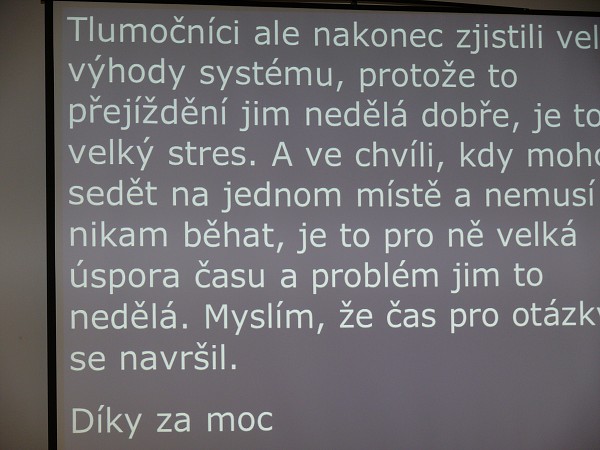 Tlumočníci ale nakonec zjistili vel
výhody systému, protože to
přejíždění jim nedělá dobře, je to
velký stres. A ve chvíli, kdy moho
sedět na jednom místě a nemusí
nikam běhat, je to pro ně velká
úspora času a problém jim to
nedělá. Myslím, že čas pro otázky
se navršil.
Díky za moc